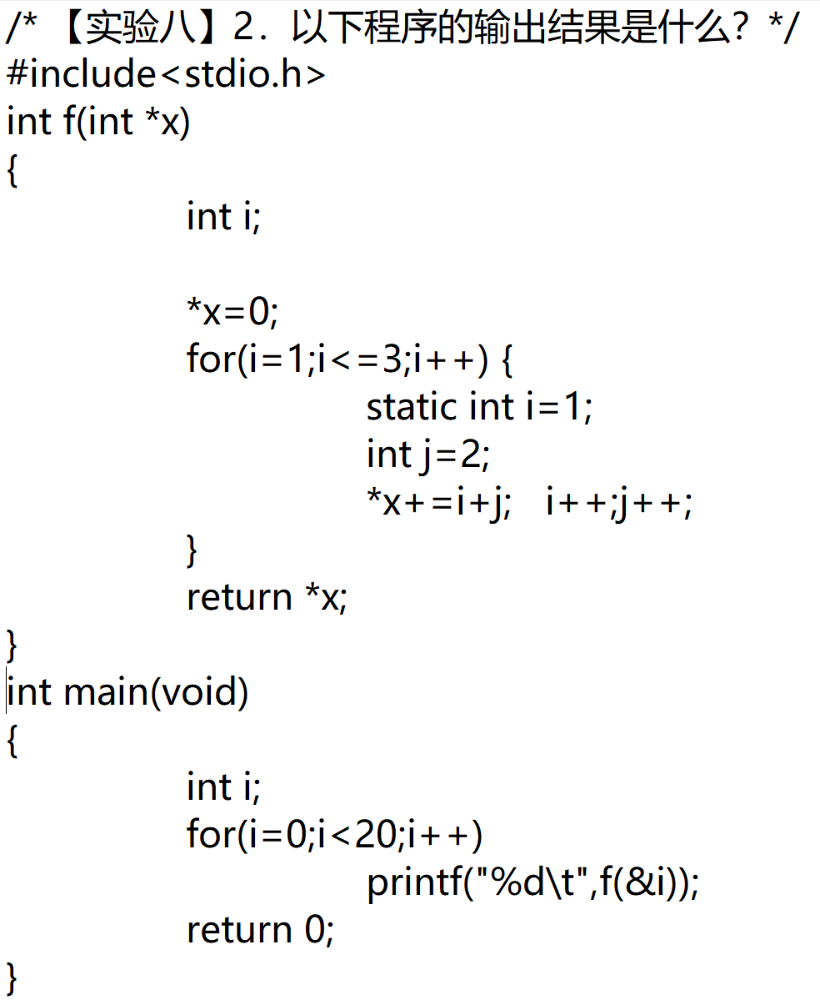 /* 【实验八】2．以下程序的输出结果是什么？*/
#include<stdio.h>
int f(int *x)
{
int i;
*x=0;
for(i=1;i<=3;i++) {
static int i=1;
int j=2;
*x+=i+j;   i++;j++;
}
return *x;
}
int main(void)
{
int i;
for(i=0;i<20;i++)
printf("%d\t",f(&i));
return 0;
}